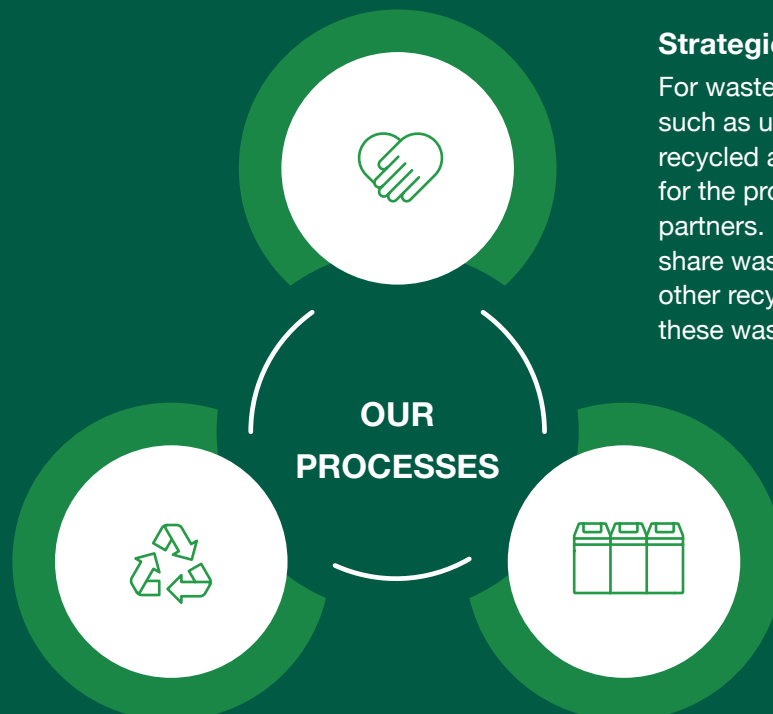 Strategic
For waste
such as u
recycled a
for the pro
partners.
share was
other recy
these was
OUR
PROCESSES